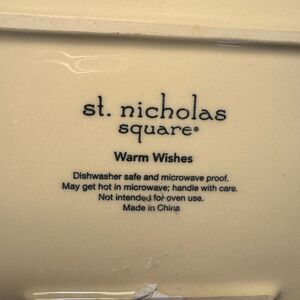 st. nicholas
square®
Warm Wishes
Dishwasher safe and microwave proof.
May get hot in microwave; handle with care.
Not intended for oven use.
Made in China